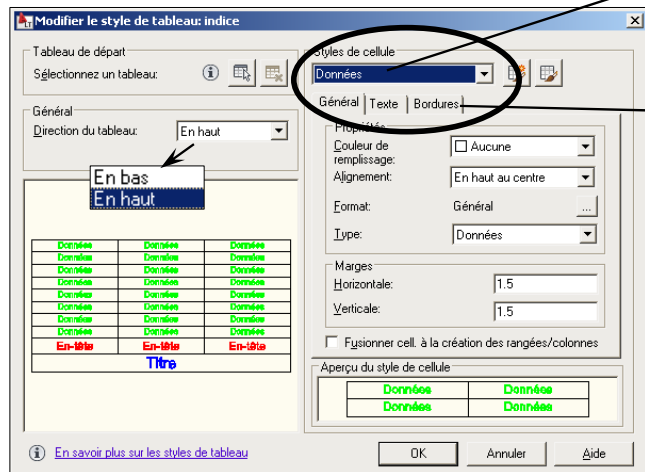 Modifier le style de tableau: indice
Tableau de départ
Sélectionnez un tableau:
Général
Direction du tableau:
En haut
En bas
En haut
Données Données Données
Données Données Données
Données Données Données
Données Données Données
Données Données Données
Données Données Données
Données Données Données
Données Données Données
En-tête En-tête En-tête
Titre
Styles de cellule
Données
Général Texte Bordures
Propriétés
Couleur de remplissage:
Aucune
Alignement:
En haut au centre
Format:
Général
...
Type:
Données
Marges
Horizontale:
1.5
Verticale:
1.5
Fusionner cell. à la création des rangées/colonnes
Aperçu du style de cellule
Données Données
Données Données
En savoir plus sur les styles de tableau
OK
Annuler
Aide